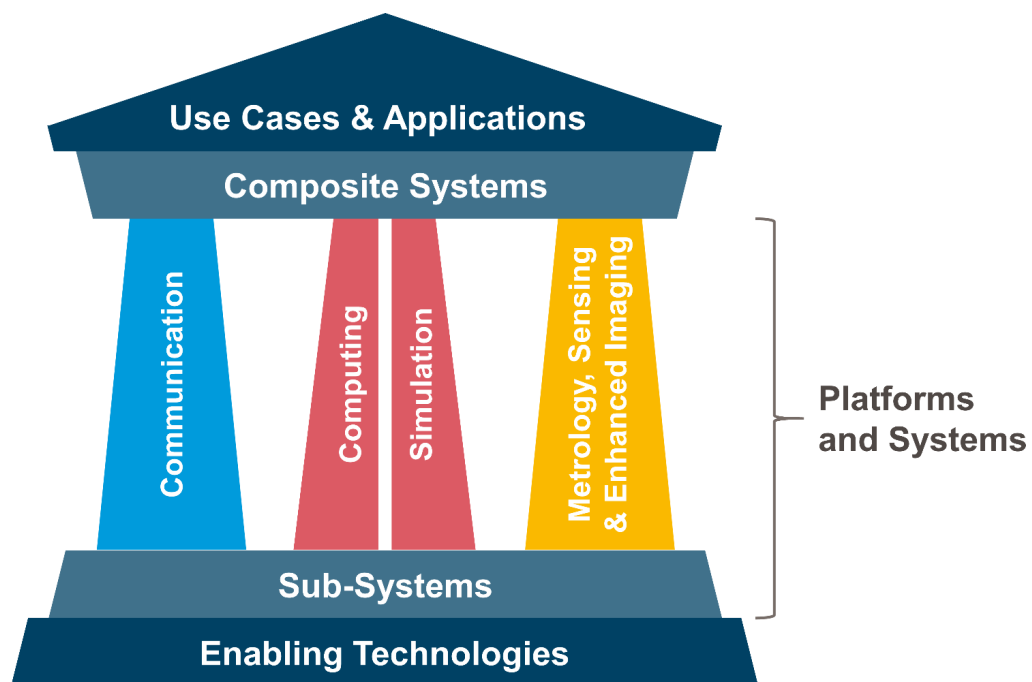 Use Cases & Applications
Composite Systems
Communication
Computing
Simulation
Metrology, Sensing
& Enhanced Imaging
Platforms
and Systems
Sub-Systems
Enabling Technologies